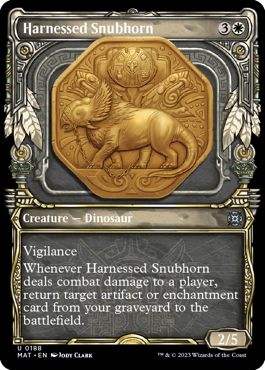 Harnessed Snubhorn 3
Creature — Dinosaur
Vigilance
Whenever Harnessed Snubhorn
deals combat damage to a player,
return target artifact or enchantment
card from your graveyard to the
battlefield.
2/5
U 0188
MAT • EN Jody Clark
™ & © 2023 Wizards of the Coast